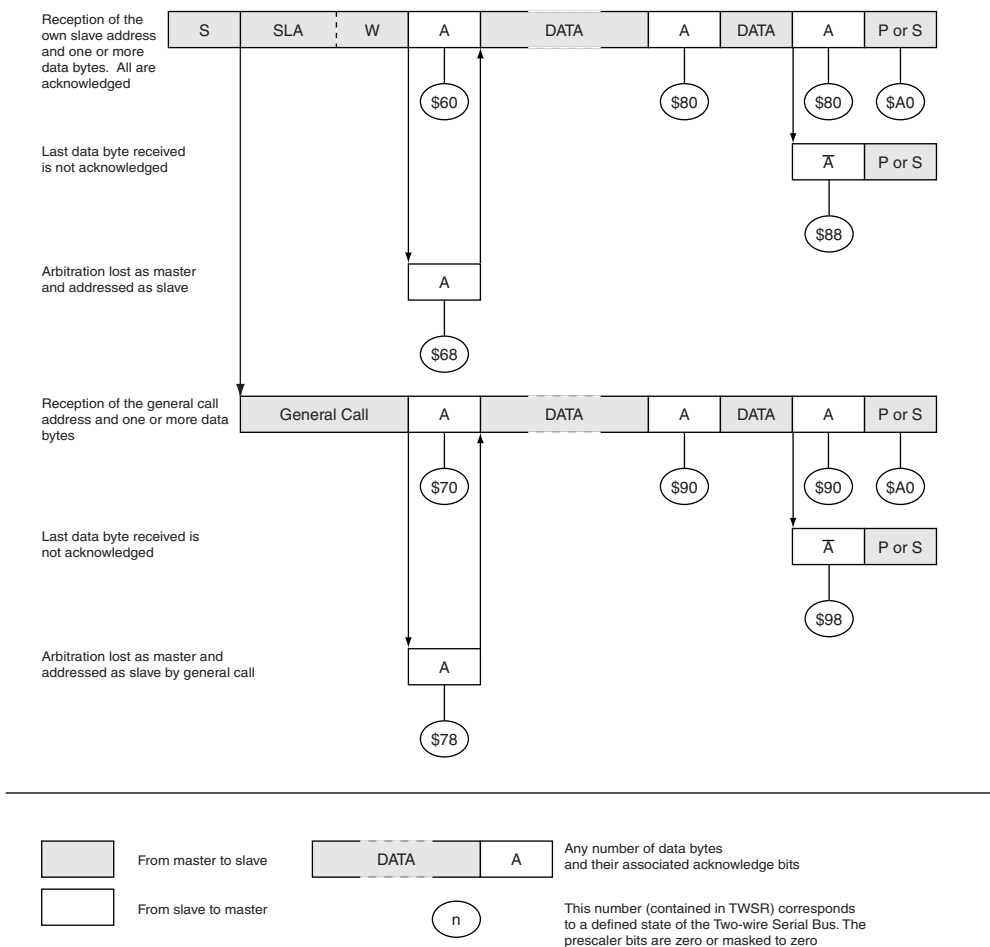 Reception of the
own slave address
and one or more
data bytes. All are
acknowledged
S SLA W A DATA A DATA A P or S
$60 $80 $80 $A0
Last data byte received
is not acknowledged
A̅ P or S
$88
Arbitration lost as master
and addressed as slave
A
$68
Reception of the general call
address and one or more data
bytes
General Call A DATA A DATA A P or S
$70 $90 $90 $A0
Last data byte received is
not acknowledged
A̅ P or S
$98
Arbitration lost as master and
addressed as slave by general call
A
$78
From master to slave
DATA A
Any number of data bytes
and their associated acknowledge bits
From slave to master
n
This number (contained in TWSR) corresponds
to a defined state of the Two-wire Serial Bus. The
prescaler bits are zero or masked to zero